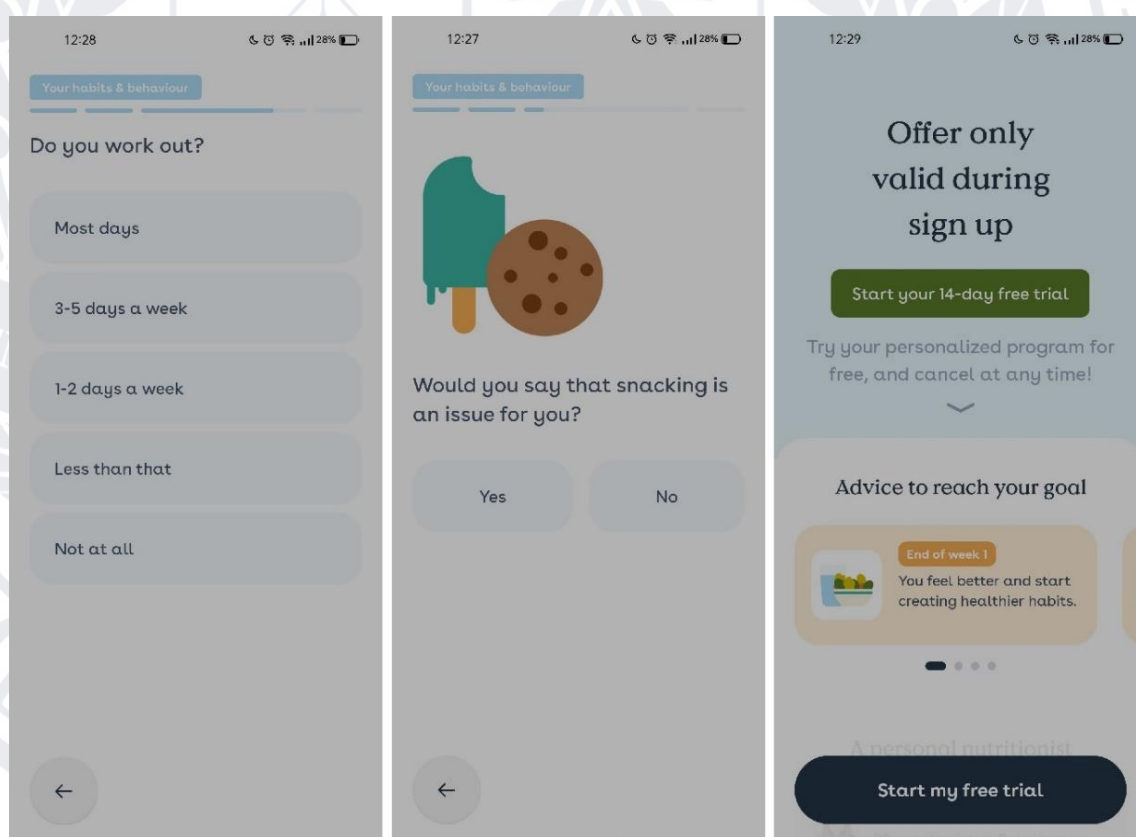 12:28
28%
Your habits & behaviour
Do you work out?
Most days
3-5 days a week
1-2 days a week
Less than that
Not at all
12:27
28%
Your habits & behaviour
Would you say that snacking is
an issue for you?
Yes
No
12:29
28%
Offer only
valid during
sign up
Start your 14-day free trial
Try your personalized program for
free, and cancel at any time!
Advice to reach your goal
End of week 1
You feel better and start
creating healthier habits.
A personal nutritionist
Start my free trial